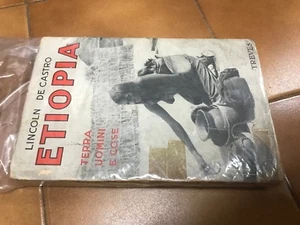 LINCOLN DE CASTRO
ETIOPIA
TERRA
UOMINI
E COSE
TREVES